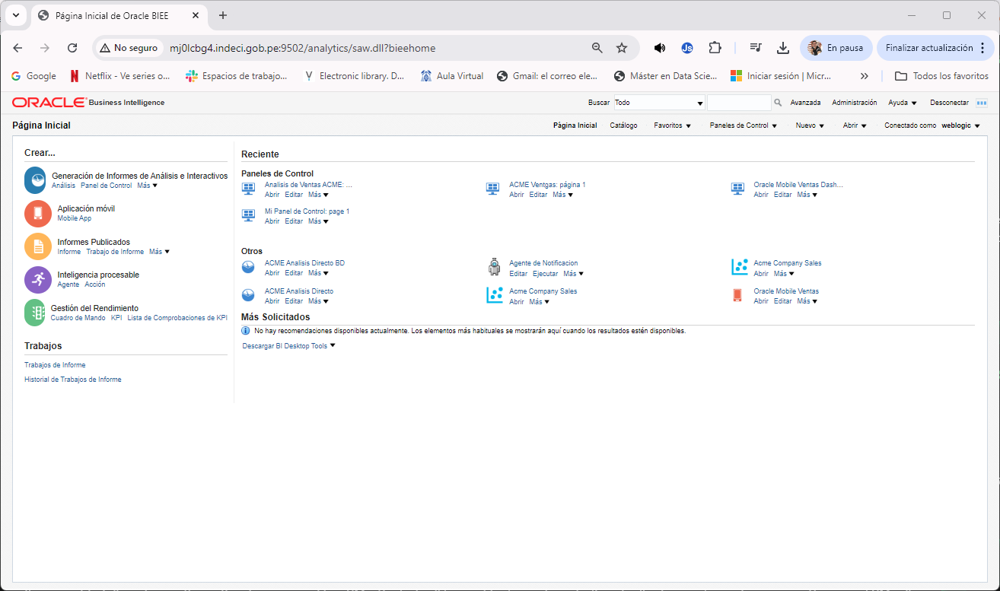 Página Inicial de Oracle BIEE
No seguro mj0lcbg4.indeci.gob.pe:9502/analytics/saw.dll?bieehome
Js
En pausa
Finalizar actualización
Google
Netflix - Ve series o...
Espacios de trabajo...
Electronic library. D...
Aula Virtual
Gmail: el correo ele...
Máster en Data Scie...
Iniciar sesión | Micr...
Todos los favoritos
ORACLE Business Intelligence
Buscar Todo Avanzada Administración Ayuda Desconectar
Página Inicial
Página Inicial Catálogo Favoritos Paneles de Control Nuevo Abrir Conectado como weblogic
Crear...
Generación de Informes de Análisis e Interactivos
Análisis Panel de Control Más
Aplicación móvil
Mobile App
Informes Publicados
Informe Trabajo de Informe Más
Inteligencia procesable
Agente Acción
Gestión del Rendimiento
Cuadro de Mando KPI Lista de Comprobaciones de KPI
Trabajos
Trabajos de Informe
Historial de Trabajos de Informe
Reciente
Paneles de Control
Analisis de Ventas ACME: ...
Abrir Editar Más
ACME Ventgas: página 1
Abrir Editar Más
Oracle Mobile Ventas Dash...
Abrir Editar Más
Mi Panel de Control: page 1
Abrir Editar Más
Otros
ACME Analisis Directo BD
Abrir Editar Más
Agente de Notificacion
Editar Ejecutar Más
Acme Company Sales
Abrir Más
ACME Analisis Directo
Abrir Editar Más
Acme Company Sales
Abrir Más
Oracle Mobile Ventas
Abrir Editar Más
Más Solicitados
No hay recomendaciones disponibles actualmente. Los elementos más habituales se mostrarán aquí cuando los resultados estén disponibles.
Descargar BI Desktop Tools